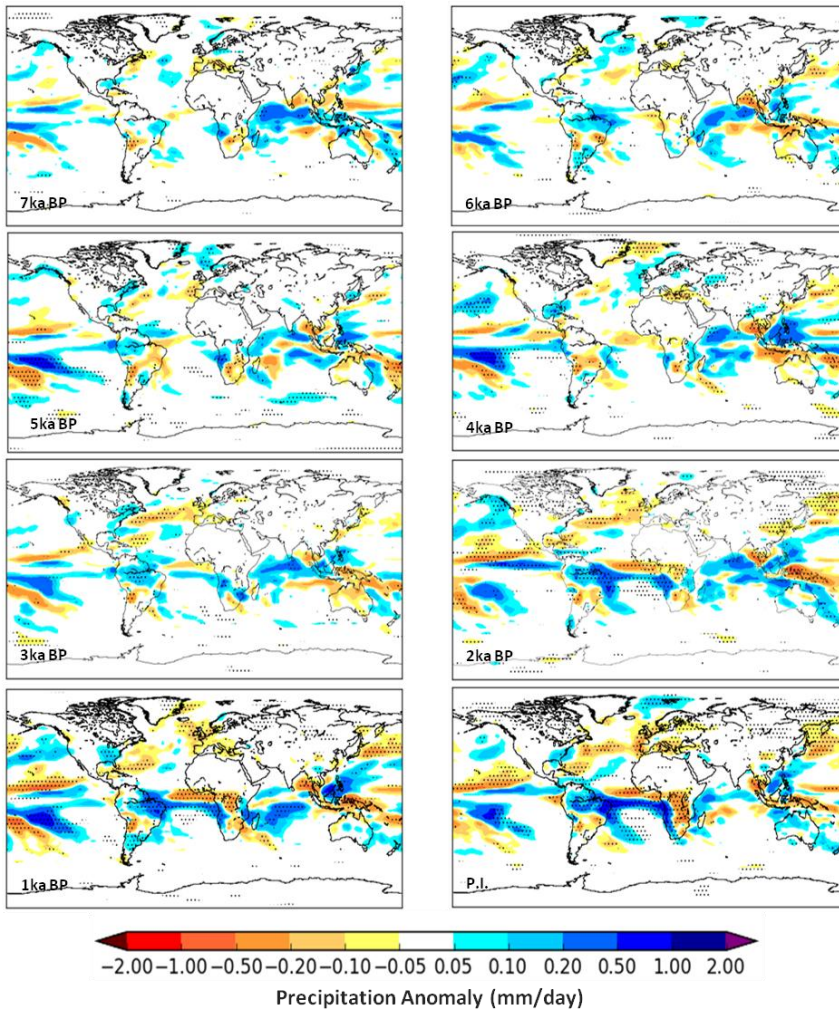 7ka BP
6ka BP
5ka BP
4ka BP
3ka BP
2ka BP
1ka BP
P.I.
−2.00 −1.00 −0.50 −0.20 −0.10 −0.05 0.05 0.10 0.20 0.50 1.00 2.00
Precipitation Anomaly (mm/day)